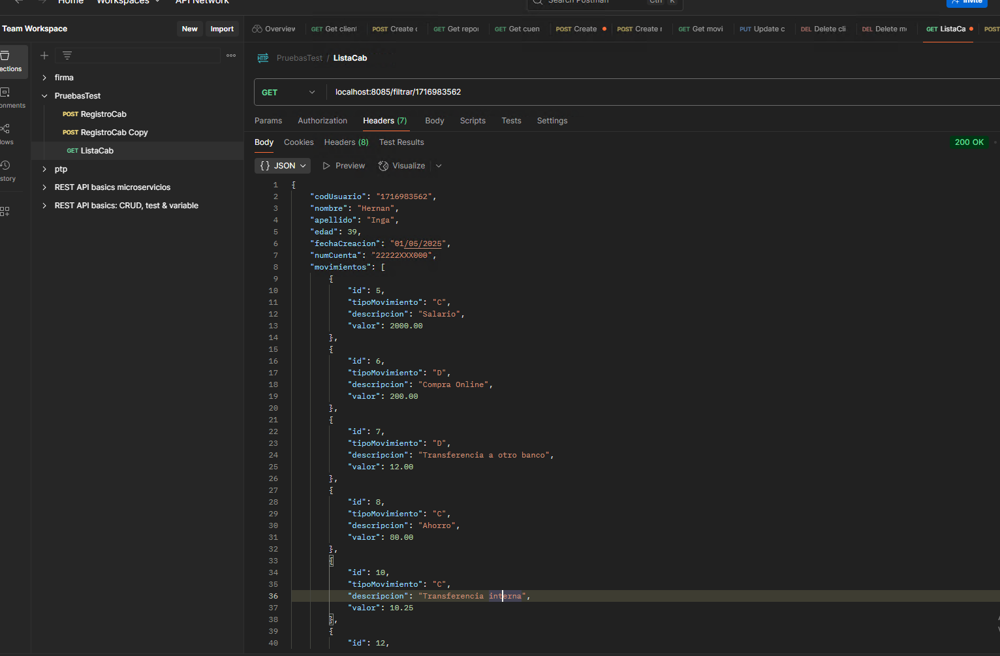 Home Workspaces API Network Search Postman Ctrl K Invite
Team Workspace New Import Overview GET Get client POST Create GET Get repor GET Get cuen POST Create POST Create GET Get movi PUT Update c DEL Delete cli DEL Delete GET ListaCa POST
PruebasTest / ListaCab
ections
firma
GET localhost:8085/filtrar/1716983562
PruebasTest
onments
POST RegistroCab
Params Authorization Headers (7) Body Scripts Tests Settings
POST RegistroCab Copy
lows
Body Cookies Headers (8) Test Results 200 OK
GET ListaCab
{} JSON Preview Visualize
ptp
story
REST API basics microservicios
REST API basics: CRUD, test & variable
1 {
2 "codUsuario": "1716983562",
3 "nombre": "Hernan",
4 "apellido": "Inga",
5 "edad": 39,
6 "fechaCreacion": "01/05/2025",
7 "numCuenta": "22222XXX000",
8 "movimientos": [
9 {
10 "id": 5,
11 "tipoMovimiento": "C",
12 "descripcion": "Salario",
13 "valor": 2000.00
14 },
15 {
16 "id": 6,
17 "tipoMovimiento": "D",
18 "descripcion": "Compra Online",
19 "valor": 200.00
20 },
21 {
22 "id": 7,
23 "tipoMovimiento": "D",
24 "descripcion": "Transferencia a otro banco",
25 "valor": 12.00
26 },
27 {
28 "id": 8,
29 "tipoMovimiento": "C",
30 "descripcion": "Ahorro",
31 "valor": 80.00
32 },
33 {
34 "id": 10,
35 "tipoMovimiento": "C",
36 "descripcion": "Transferencia interna",
37 "valor": 10.25
38 },
39 {
40 "id": 12,